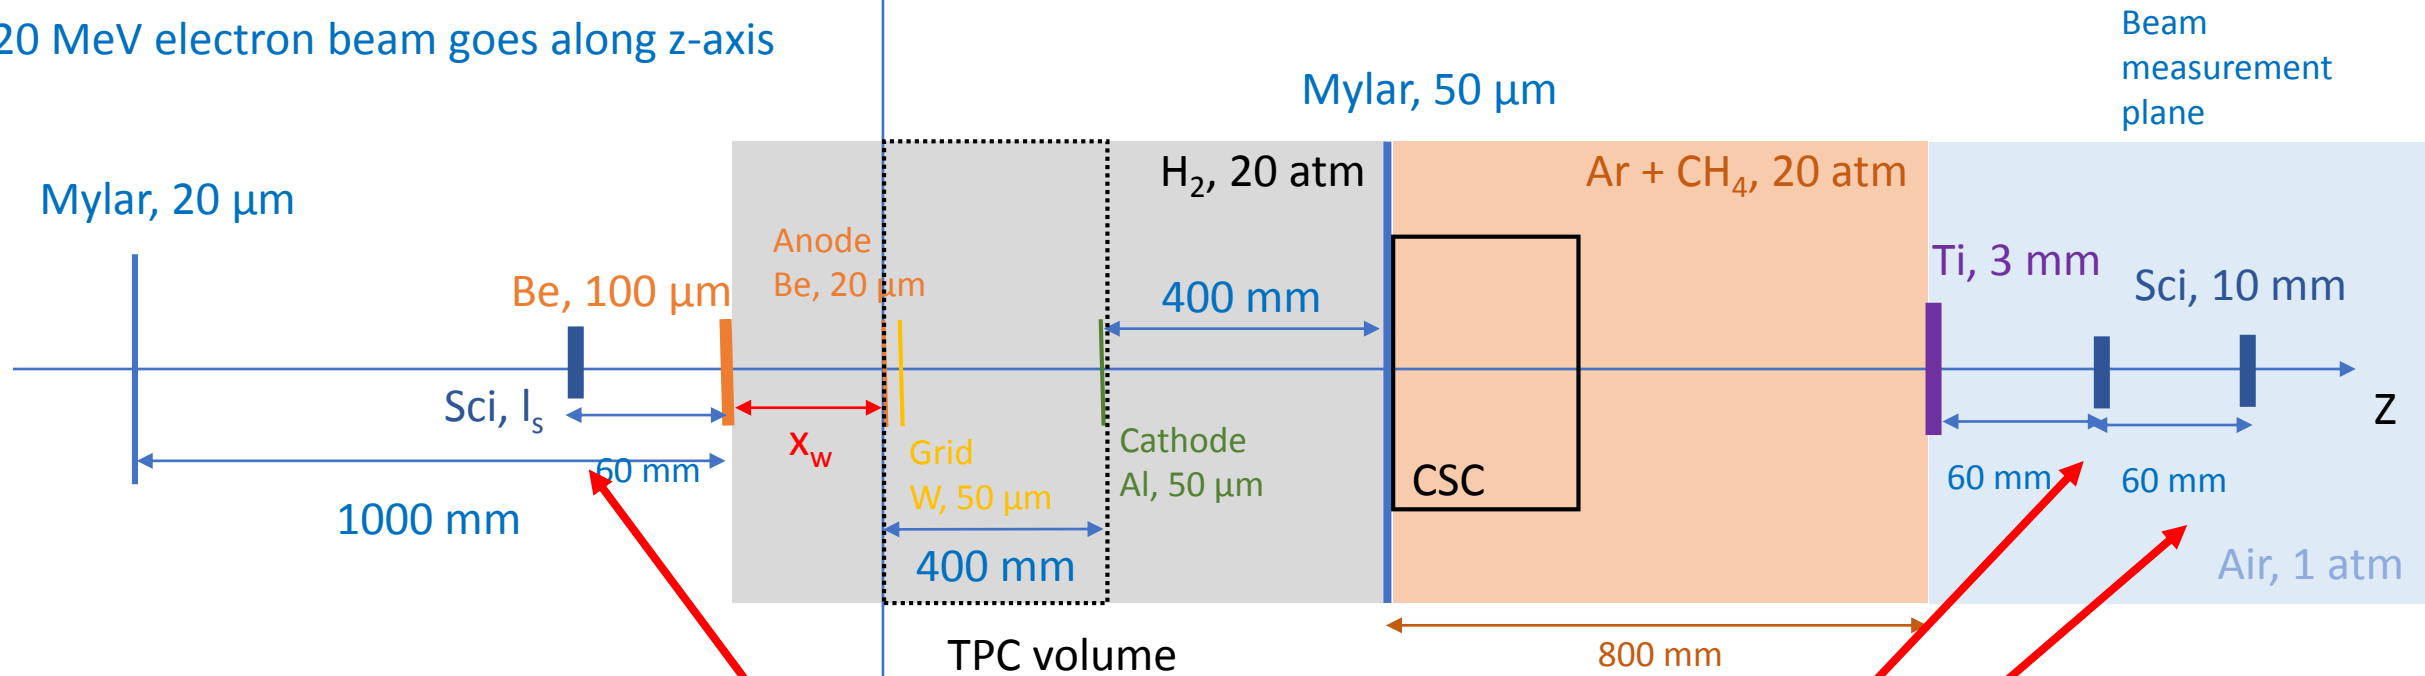 20 MeV electron beam goes along z-axis
Beam
measurement
plane
Mylar, 50 μm
Mylar, 20 μm
H₂, 20 atm
Ar + CH₄, 20 atm
Anode
Be, 20 μm
Be, 100 μm
400 mm
Ti, 3 mm
Sci, 10 mm
Sci, lₛ
60 mm
1000 mm
x_w
Grid
W, 50 μm
Cathode
Al, 50 μm
400 mm
CSC
60 mm
60 mm
Z
Air, 1 atm
TPC volume
800 mm